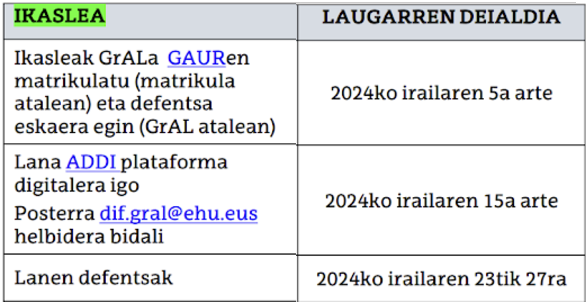 IKASLEA
LAUGARREN DEIALDIA
Ikasleak GrALa GAURen
matrikulatu (matrikula
atalean) eta defentsa
eskaera egin (GrAL atalean)
2024ko irailaren 5a arte
Lana ADDI plataforma
digitalera igo
Posterra dif.gral@ehu.eus
helbidera bidali
2024ko irailaren 15a arte
Lanen defentsak
2024ko irailaren 23tik 27ra